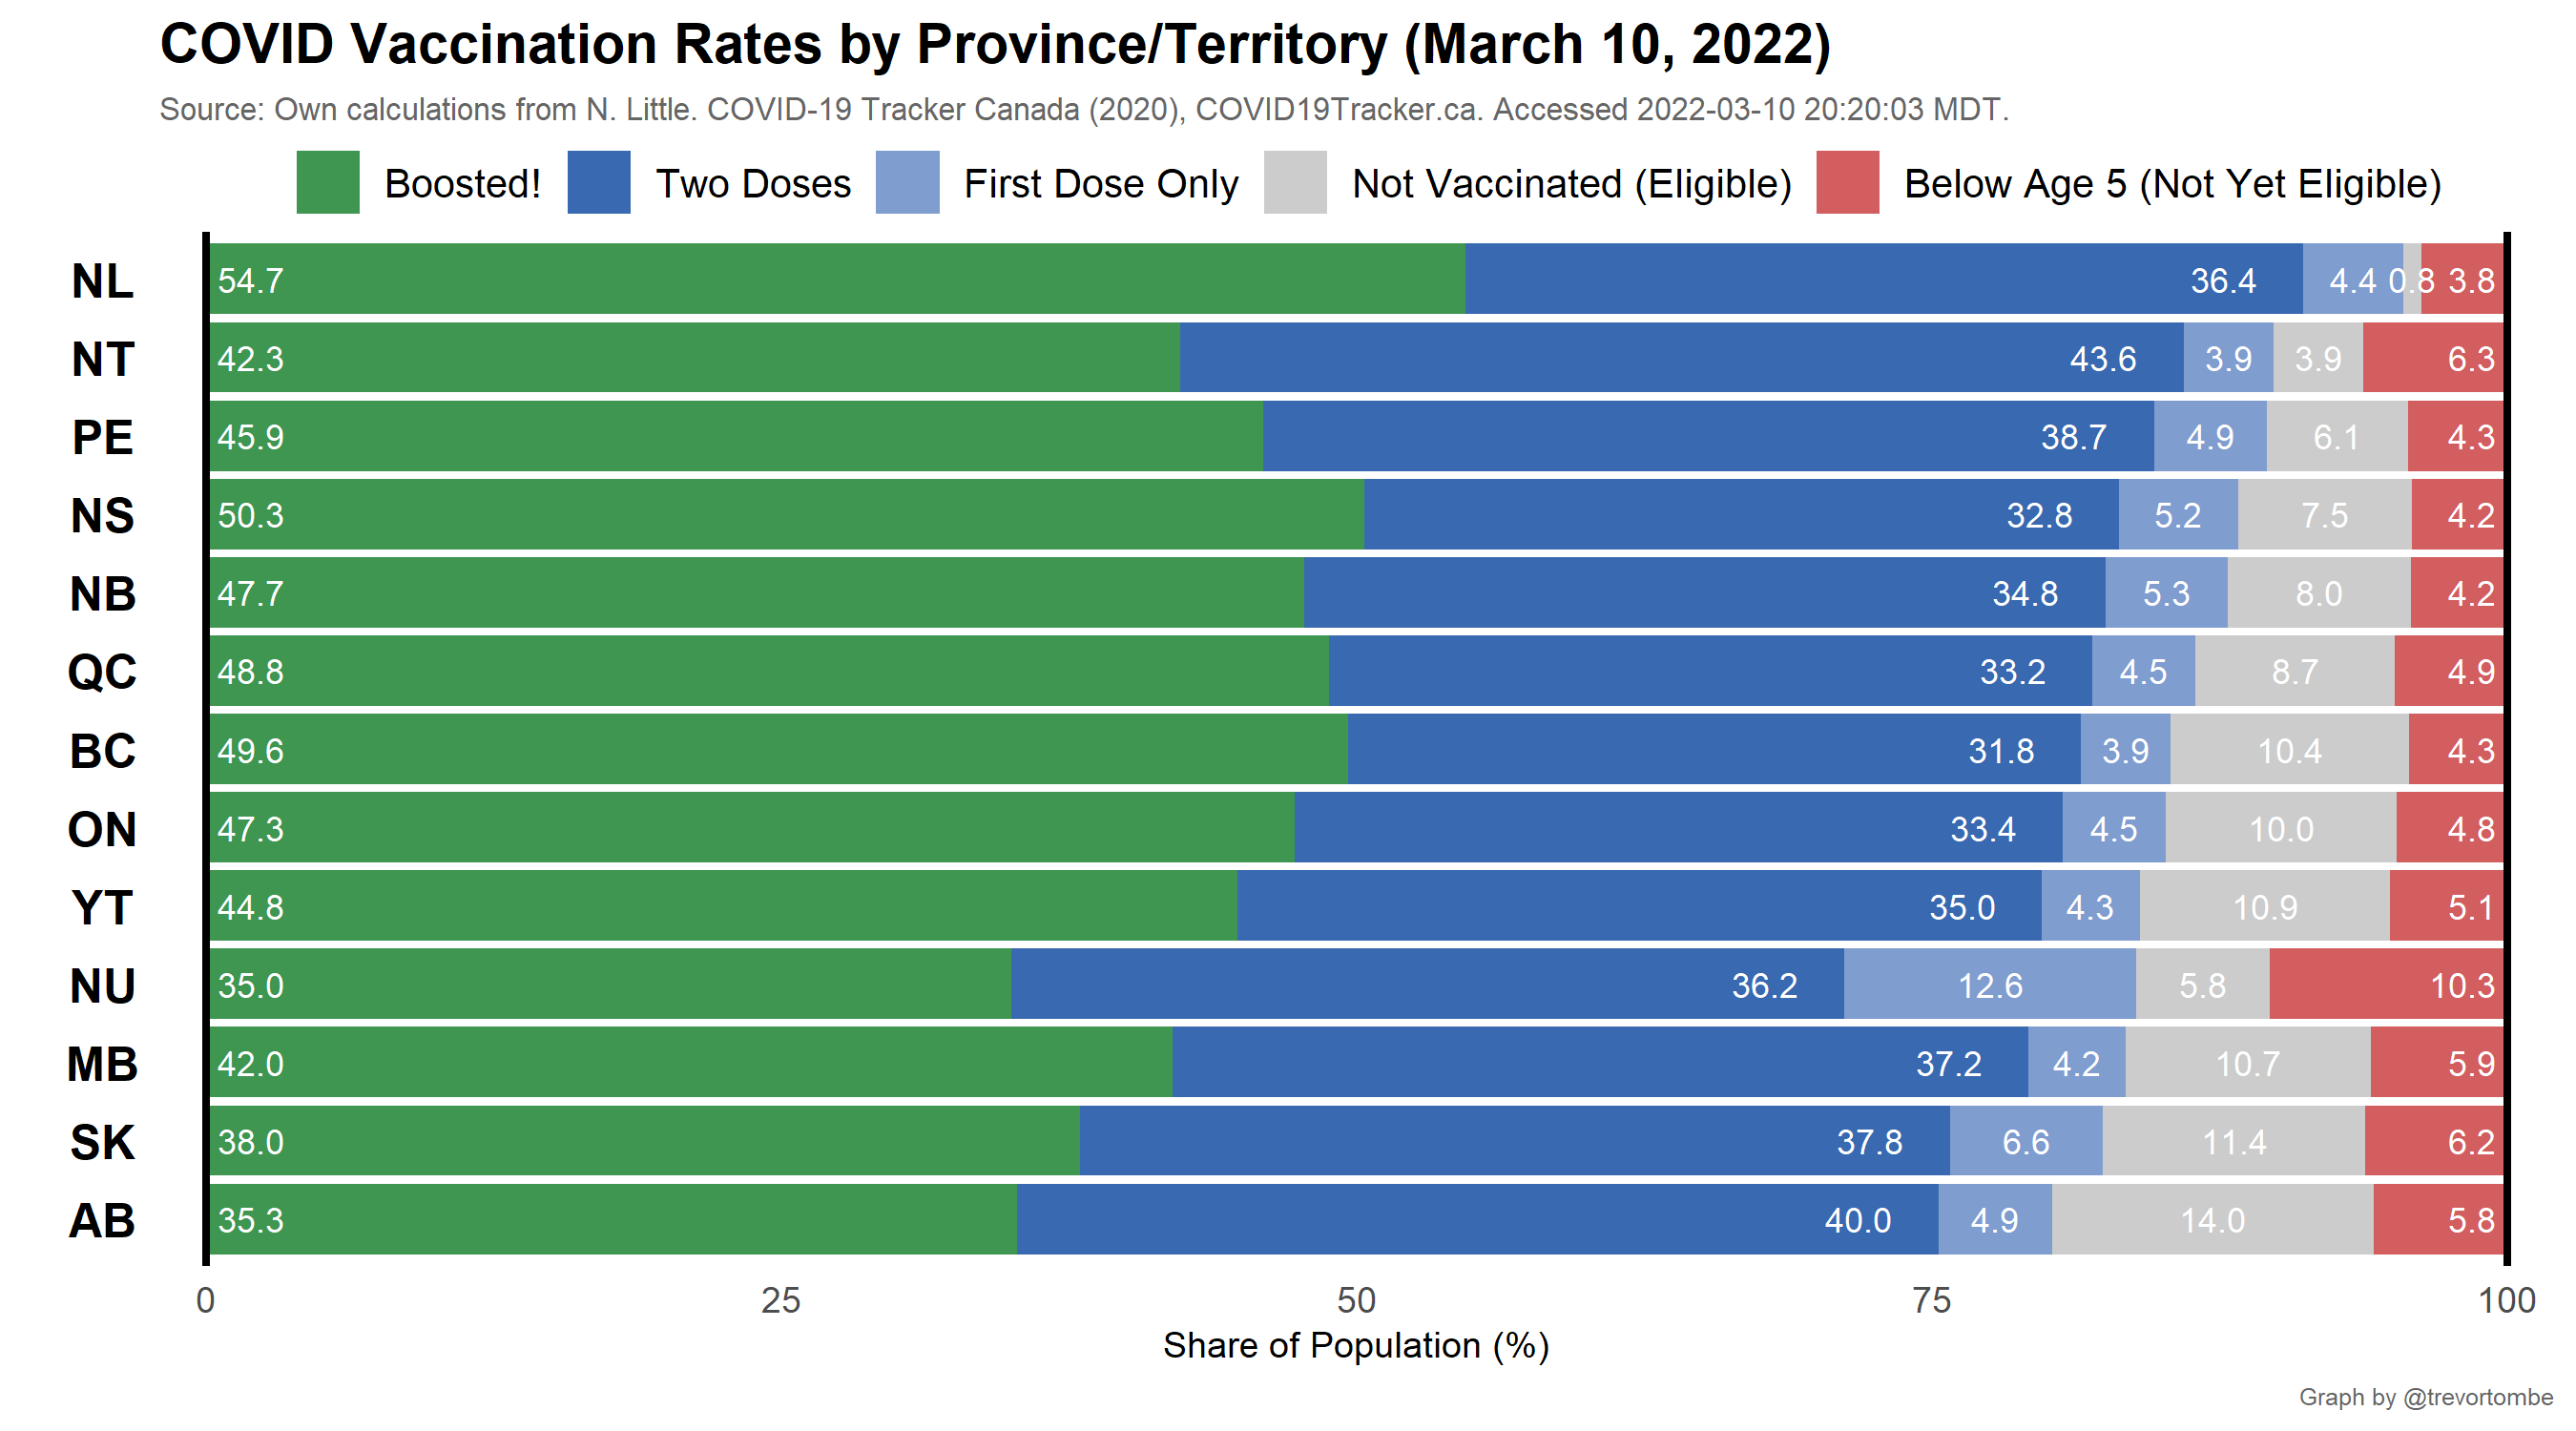 COVID Vaccination Rates by Province/Territory (March 10, 2022)
Source: Own calculations from N. Little. COVID-19 Tracker Canada (2020), COVID19Tracker.ca. Accessed 2022-03-10 20:20:03 MDT.
Boosted! Two Doses First Dose Only Not Vaccinated (Eligible) Below Age 5 (Not Yet Eligible)
NL 54.7 36.4 4.4 0.8 3.8
NT 42.3 43.6 3.9 3.9 6.3
PE 45.9 38.7 4.9 6.1 4.3
NS 50.3 32.8 5.2 7.5 4.2
NB 47.7 34.8 5.3 8.0 4.2
QC 48.8 33.2 4.5 8.7 4.9
BC 49.6 31.8 3.9 10.4 4.3
ON 47.3 33.4 4.5 10.0 4.8
YT 44.8 35.0 4.3 10.9 5.1
NU 35.0 36.2 12.6 5.8 10.3
MB 42.0 37.2 4.2 10.7 5.9
SK 38.0 37.8 6.6 11.4 6.2
AB 35.3 40.0 4.9 14.0 5.8
0 25 50 75 100
Share of Population (%)
Graph by @trevortombe